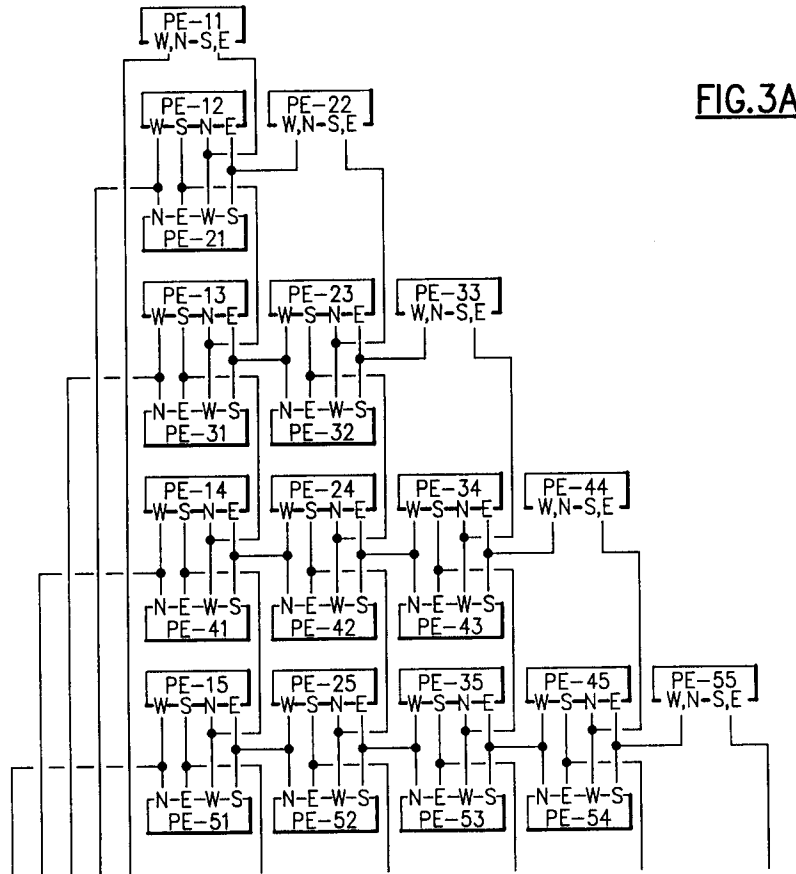 PE-11
W,N-S,E
FIG.3A
PE-12 PE-22
W-S-N-E W,N-S,E
N-E-W-S
PE-21
PE-13 PE-23 PE-33
W-S-N-E W-S-N-E W,N-S,E
N-E-W-S N-E-W-S
PE-31 PE-32
PE-14 PE-24 PE-34 PE-44
W-S-N-E W-S-N-E W-S-N-E W,N-S,E
N-E-W-S N-E-W-S N-E-W-S
PE-41 PE-42 PE-43
PE-15 PE-25 PE-35 PE-45 PE-55
W-S-N-E W-S-N-E W-S-N-E W-S-N-E W,N-S,E
N-E-W-S N-E-W-S N-E-W-S N-E-W-S
PE-51 PE-52 PE-53 PE-54